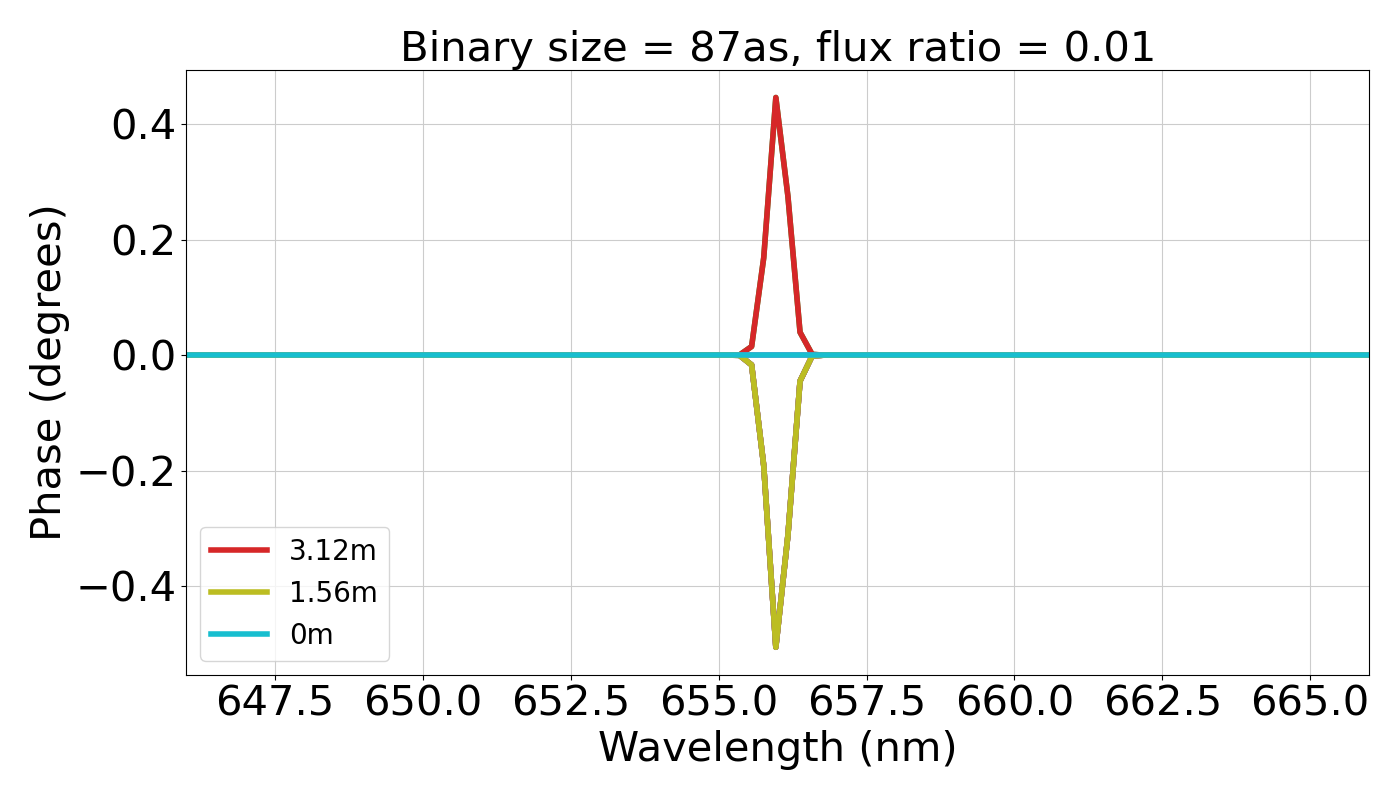 Binary size = 87as, flux ratio = 0.01
Phase (degrees)
0.4
0.2
0.0
−0.2
−0.4
3.12m
1.56m
0m
647.5 650.0 652.5 655.0 657.5 660.0 662.5 665.0
Wavelength (nm)